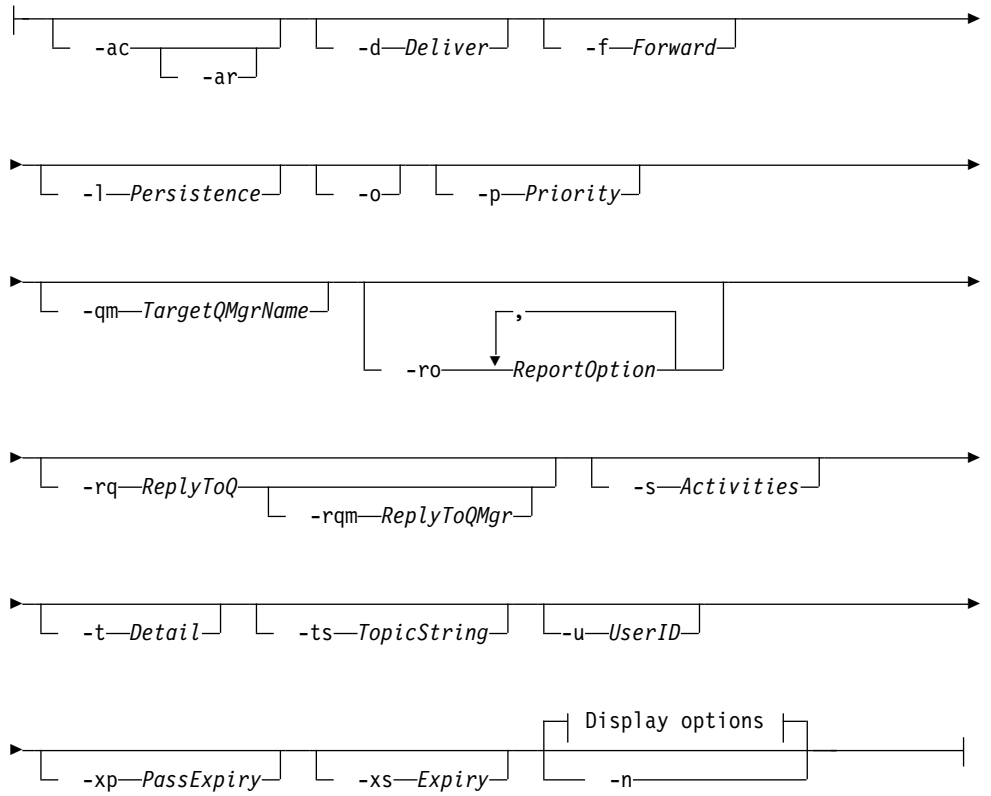 -ac -d Deliver -f Forward
-ar
-l Persistence -o -p Priority
-qm TargetQMgrName
,
-ro ReportOption
-rq ReplyToQ -s Activities
-rqm ReplyToQMgr
-t Detail -ts TopicString -u UserID
Display options
-xp PassExpiry -xs Expiry -n